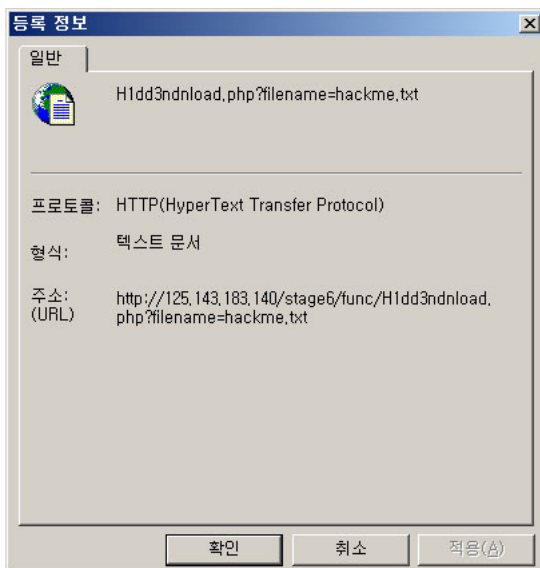 등록 정보
일반
H1dd3ndnload.php?filename=hackme.txt
프로토콜: HTTP(HyperText Transfer Protocol)
형식: 텍스트 문서
주소: http://125.143.183.140/stage6/func/H1dd3ndnload.
(URL) php?filename=hackme.txt
확인 취소 적용(A)